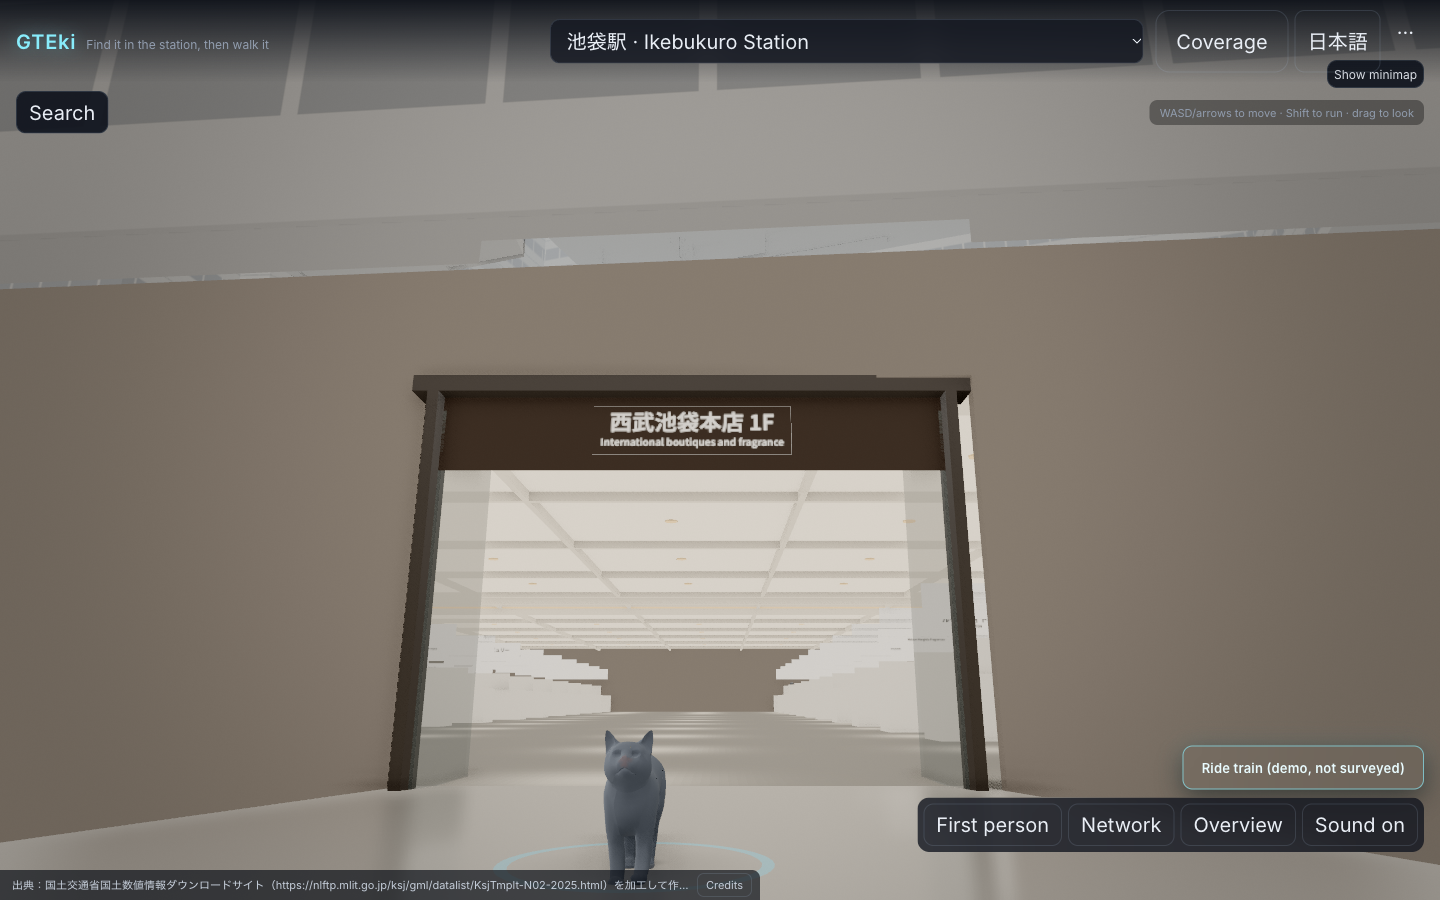 GTEki Find it in the station, then walk it
池袋駅 · Ikebukuro Station
Coverage
日本語
...
Show minimap
Search
WASD/arrows to move · Shift to run · drag to look
西武池袋本店 1F
International boutiques and fragrance
Ride train (demo, not surveyed)
First person
Network
Overview
Sound on
出典：国土交通省国土数値情報ダウンロードサイト（https://nlftp.mlit.go.jp/ksj/gml/datalist/KsjTmplt-N02-2025.html）を加工して作...
Credits